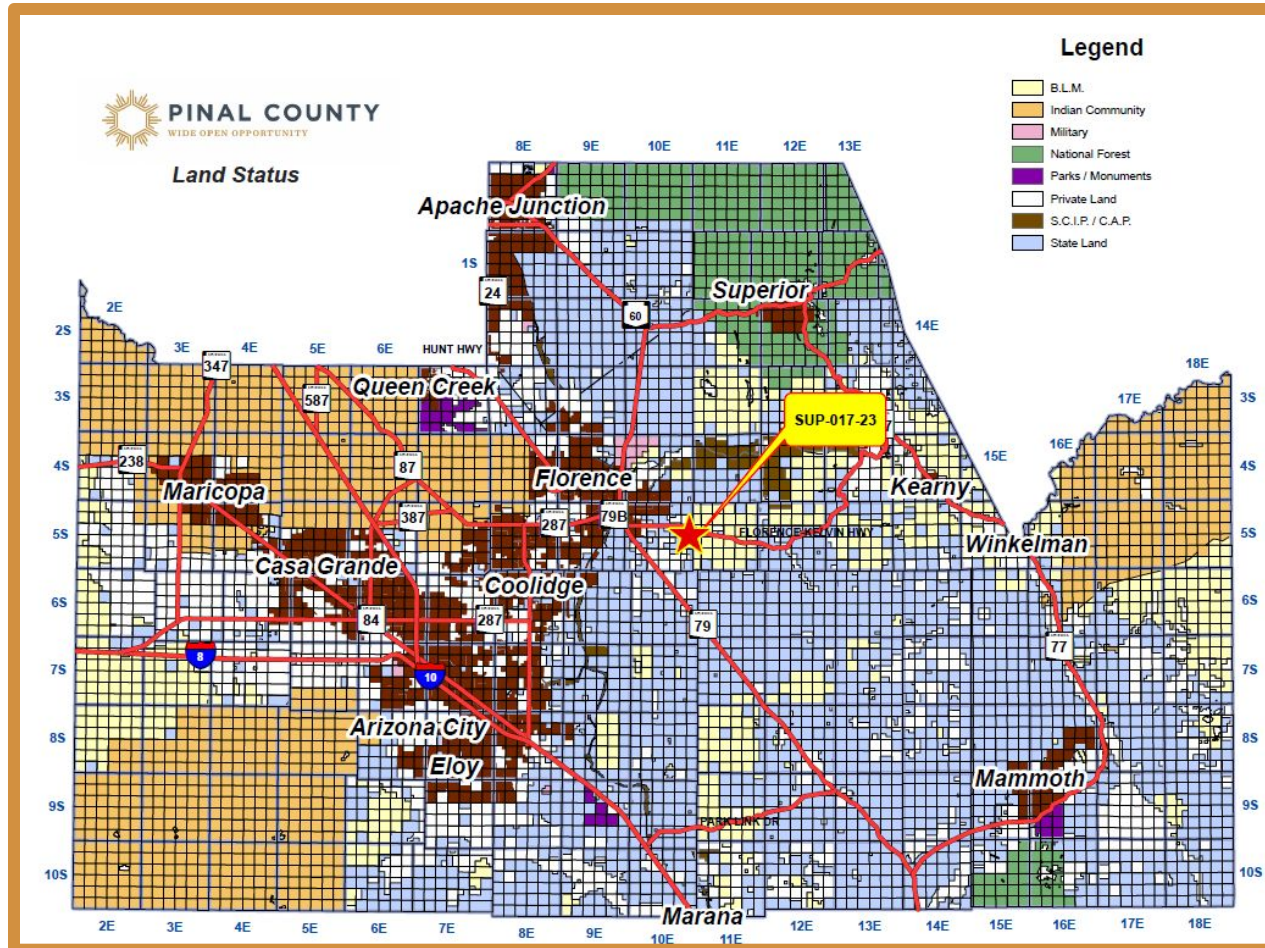 Legend
B.L.M.
Indian Community
Military
National Forest
Parks / Monuments
Private Land
S.C.I.P. / C.A.P.
State Land
PINAL COUNTY
WIDE OPEN OPPORTUNITY
Land Status
8E 9E 10E 11E 12E 13E
Apache Junction
1S
24
Superior
60
2E
2S
14E
3E 4E 5E 6E
HUNT HWY
347
18E
17E
Queen Creek
587
3S
3S
SUP-017-23
16E
15E
4S
238
87
Florence
4S
Maricopa
Kearny
387
287
79B
5S
FLORENCE KELVIN HWY
Winkelman
5S
Casa Grande
Coolidge
6S
84
287
79
6S
77
8
7S
10
7S
Arizona City
8S
8S
Eloy
Mammoth
9S
PARK LINK DR
9S
10S
10S
Marana
2E 3E 4E 5E 6E 7E 8E 9E 10E 11E 12E 13E 14E 15E 16E 17E 18E